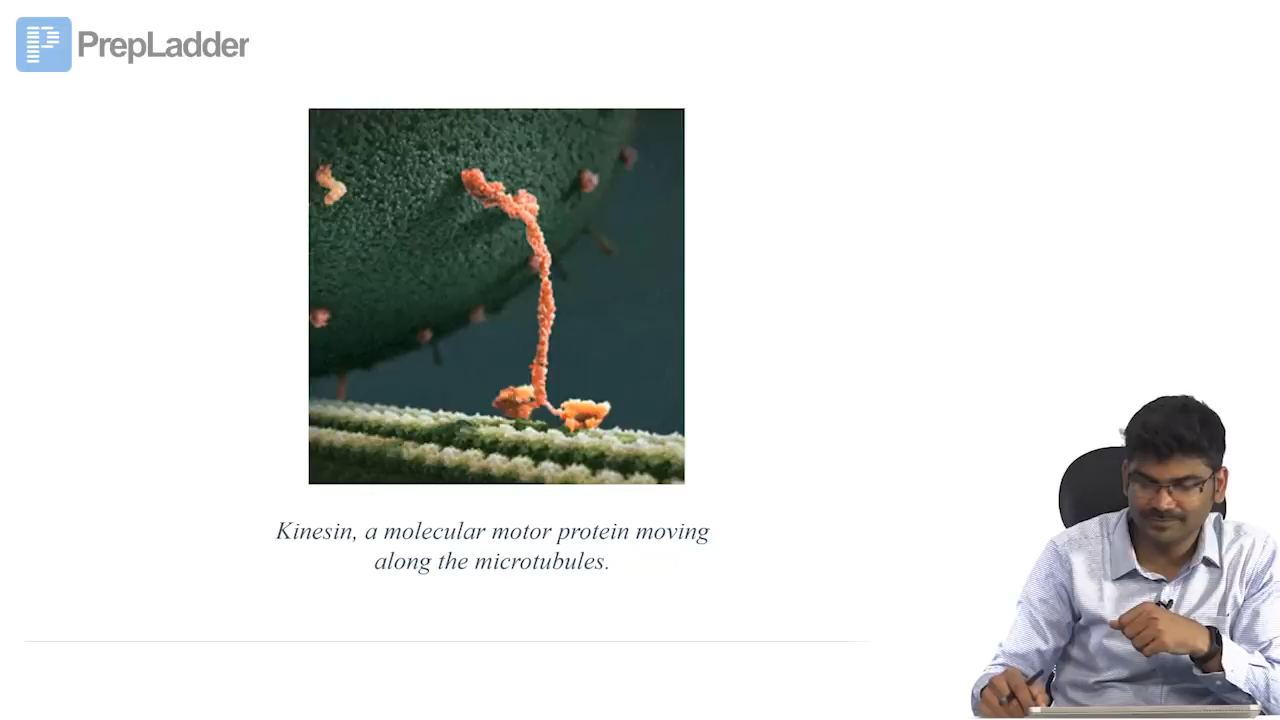 PrepLadder
Kinesin, a molecular motor protein moving
along the microtubules.